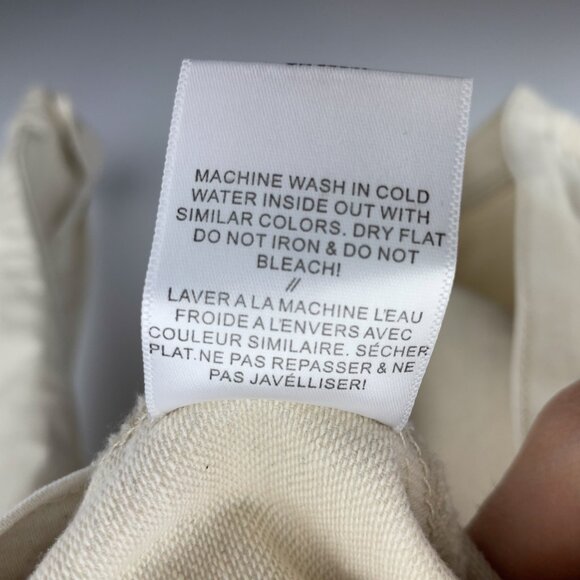 MACHINE WASH IN COLD
WATER INSIDE OUT WITH
SIMILAR COLORS. DRY FLAT
DO NOT IRON & DO NOT
BLEACH!
//
LAVER A LA MACHINE L'EAU
FROIDE A L'ENVERS AVEC
COULEUR SIMILAIRE. SÉCHER
PLAT.NE PAS REPASSER & NE
PAS JAVÉLLISER!